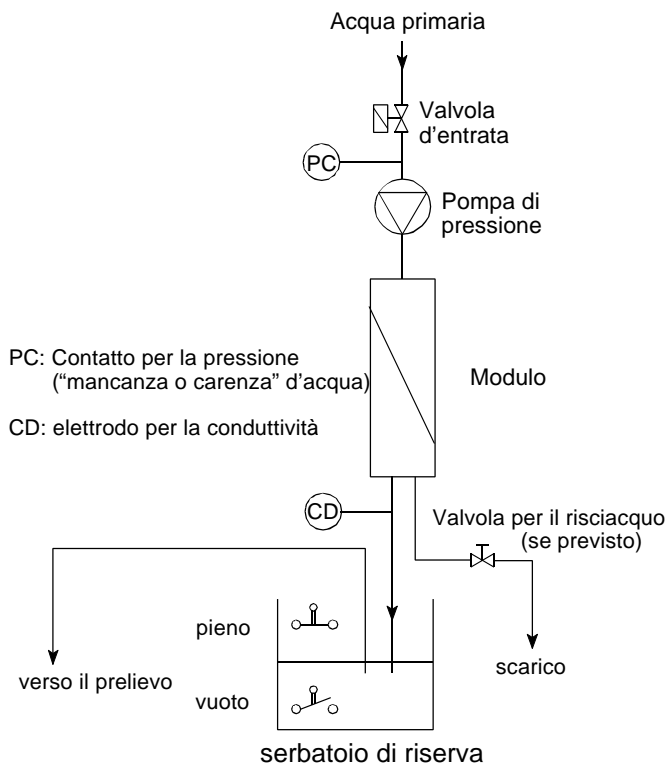 Acqua primaria
Valvola
d'entrata
PC
Pompa di
pressione
PC: Contatto per la pressione
(“mancanza o carenza” d'acqua)
Modulo
CD: elettrodo per la conduttività
CD
Valvola per il risciacquo
(se previsto)
pieno
scarico
verso il prelievo
vuoto
serbatoio di riserva